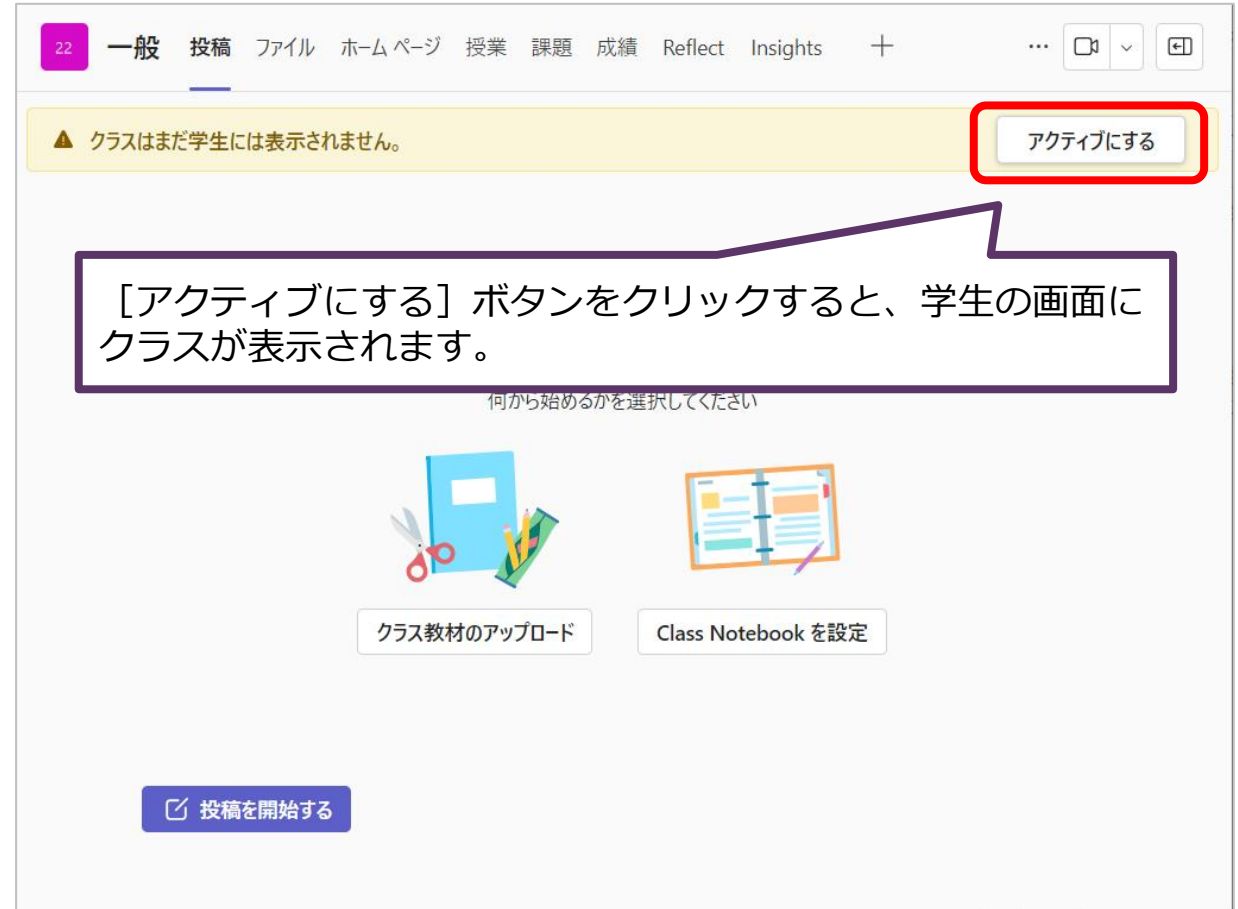 22 一般 投稿 ファイル ホーム ページ 授業 課題 成績 Reflect Insights
クラスはまだ学生には表示されません。 アクティブにする
［アクティブにする］ボタンをクリックすると、学生の画面に
クラスが表示されます。
何から始めるかを選択してください
クラス教材のアップロード Class Notebook を設定
投稿を開始する